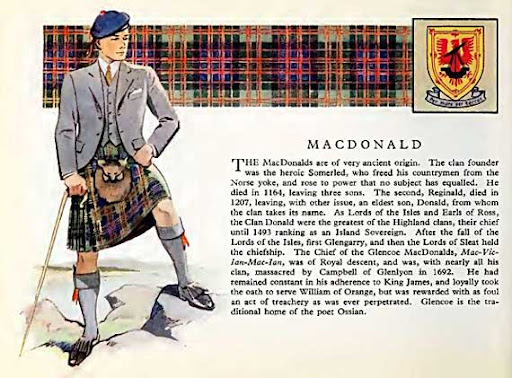 MACDONALD
THE MacDonalds are of very ancient origin. The clan founder
was the heroic Somerled, who freed his countrymen from the
Norse yoke, and rose to power that no subject has equalled. He
died in 1164, leaving three sons. The second, Reginald, died in
1207, leaving, with other issue, an eldest son, Donald, from whom
the clan takes its name. As Lords of the Isles and Earls of Ross,
the Clan Donald were the greatest of the Highland clans, their chief
until 1493 ranking as an Island Sovereign. After the fall of the
Lords of the Isles, first Glengarry, and then the Lords of Sleat held
the chiefship. The Chief of the Glencoe MacDonalds, Mac-Vic-
Ian-Mac-Ian, was of Royal descent, and was, with nearly all his
clan, massacred by Campbell of Glenlyon in 1692. He had
remained constant in his adherence to King James, and loyally took
the oath to serve William of Orange, but was rewarded with as foul
an act of treachery as was ever perpetrated. Glencoe is the tra-
ditional home of the poet Ossian.